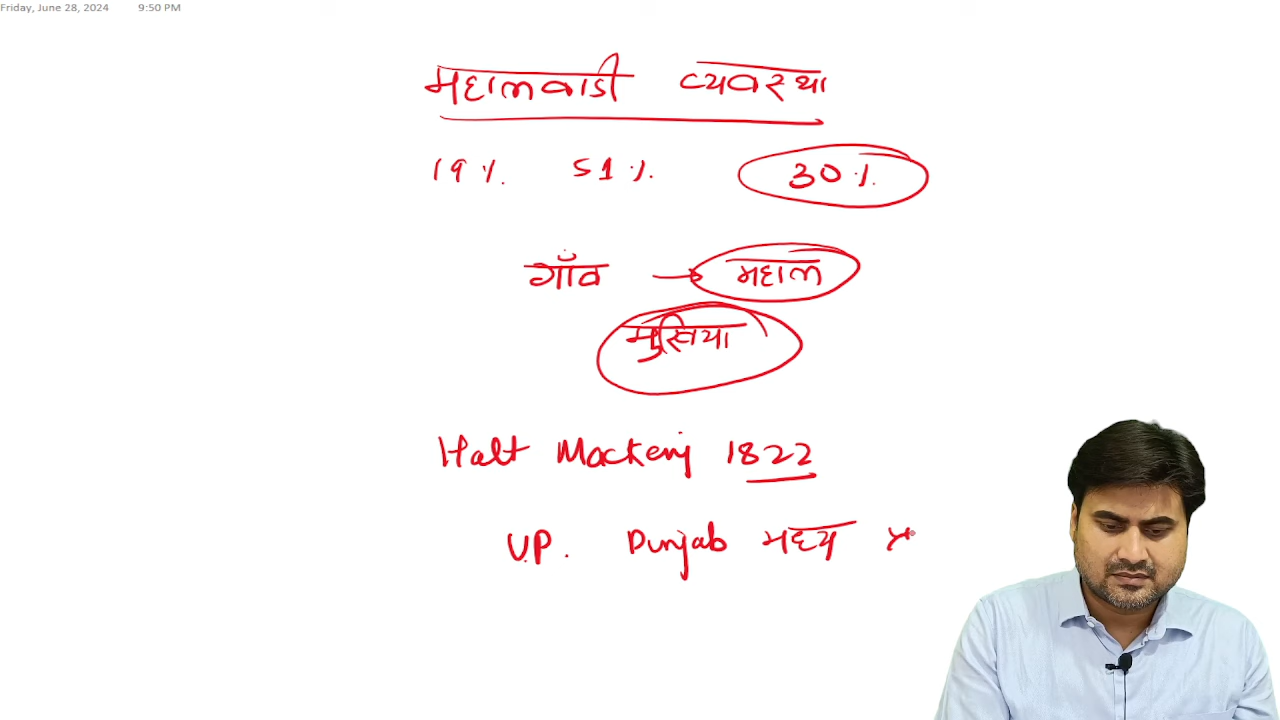 Friday, June 28, 2024 9:50 PM
महालवाडी व्यवस्था
19% 51% 30%
गाँव → महाल
मुखिया
Halt Mackenj 1822
U.P. Punjab मध्य